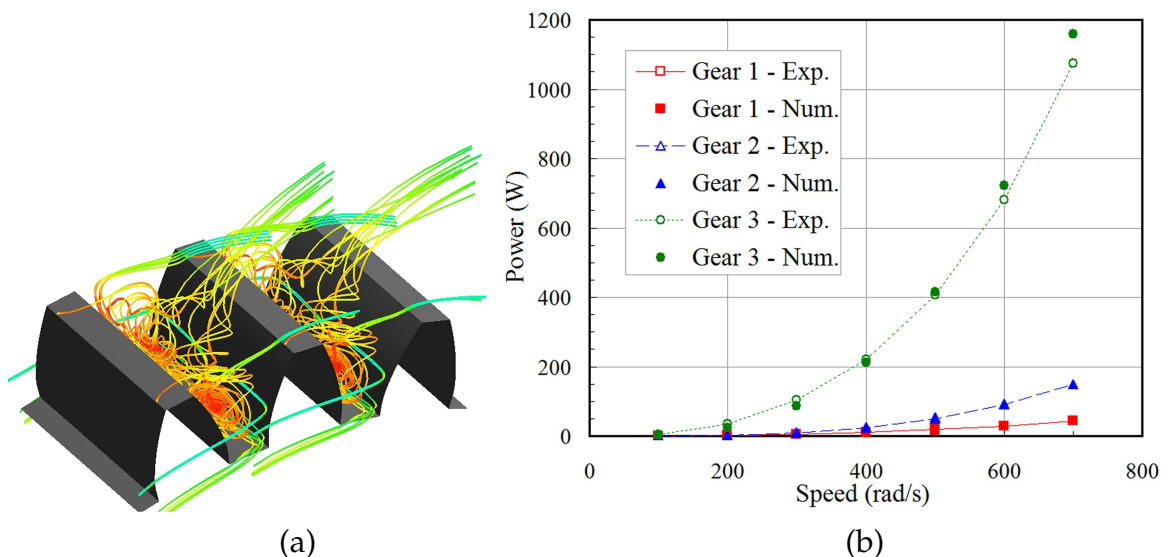 1200
1000
800
600
400
200
0
Power (W)
Gear 1 - Exp.
Gear 1 - Num.
Gear 2 - Exp.
Gear 2 - Num.
Gear 3 - Exp.
Gear 3 - Num.
0 200 400 600 800
Speed (rad/s)
(a) (b)